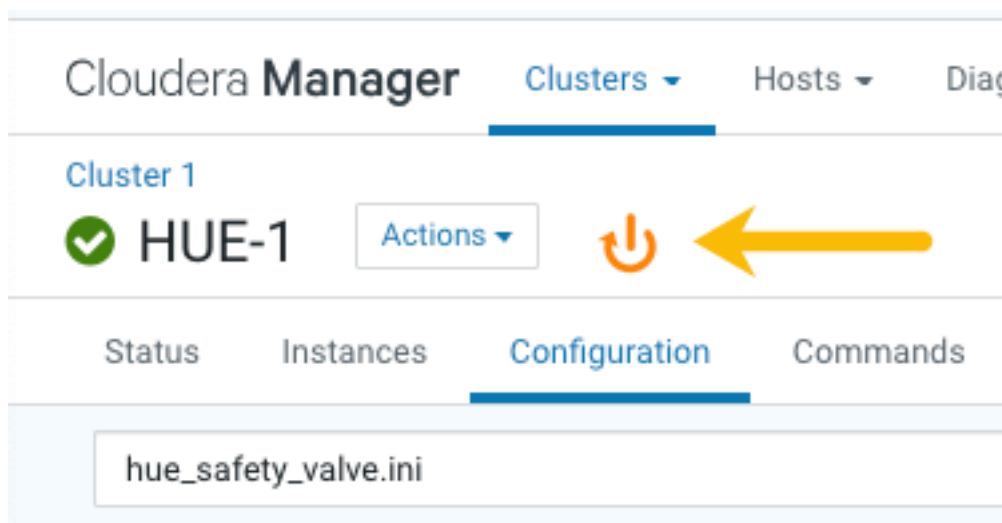 Cloudera Manager Clusters Hosts
Cluster 1
HUE-1 Actions
Status Instances Configuration Commands
hue_safety_valve.ini